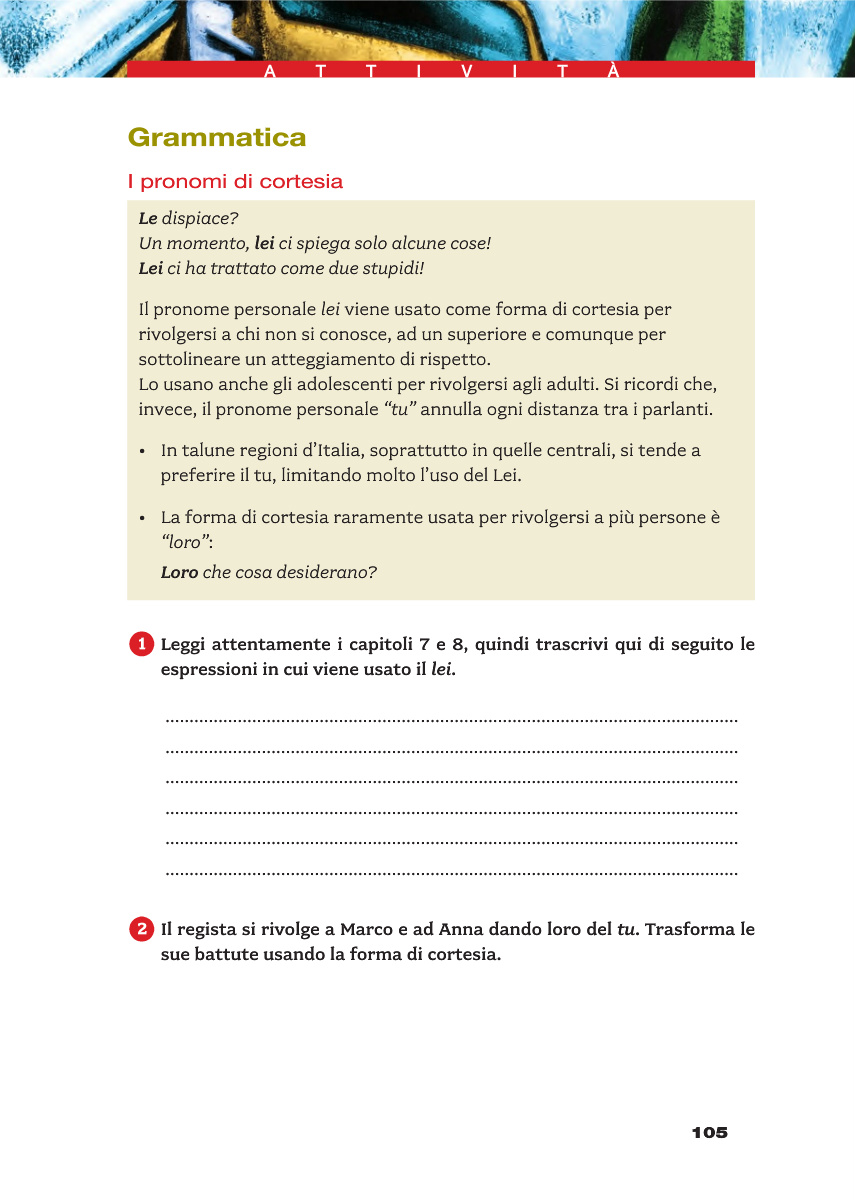 ATTIVITÀ
Grammatica
I pronomi di cortesia
Le dispiace?
Un momento, lei ci spiega solo alcune cose!
Lei ci ha trattato come due stupidi!
Il pronome personale lei viene usato come forma di cortesia per
rivolgersi a chi non si conosce, ad un superiore e comunque per
sottolineare un atteggiamento di rispetto.
Lo usano anche gli adolescenti per rivolgersi agli adulti. Si ricordi che,
invece, il pronome personale “tu” annulla ogni distanza tra i parlanti.
• In talune regioni d’Italia, soprattutto in quelle centrali, si tende a
preferire il tu, limitando molto l’uso del Lei.
• La forma di cortesia raramente usata per rivolgersi a più persone è
“loro”:
Loro che cosa desiderano?
1 Leggi attentamente i capitoli 7 e 8, quindi trascrivi qui di seguito le
espressioni in cui viene usato il lei.
2 Il regista si rivolge a Marco e ad Anna dando loro del tu. Trasforma le
sue battute usando la forma di cortesia.
105